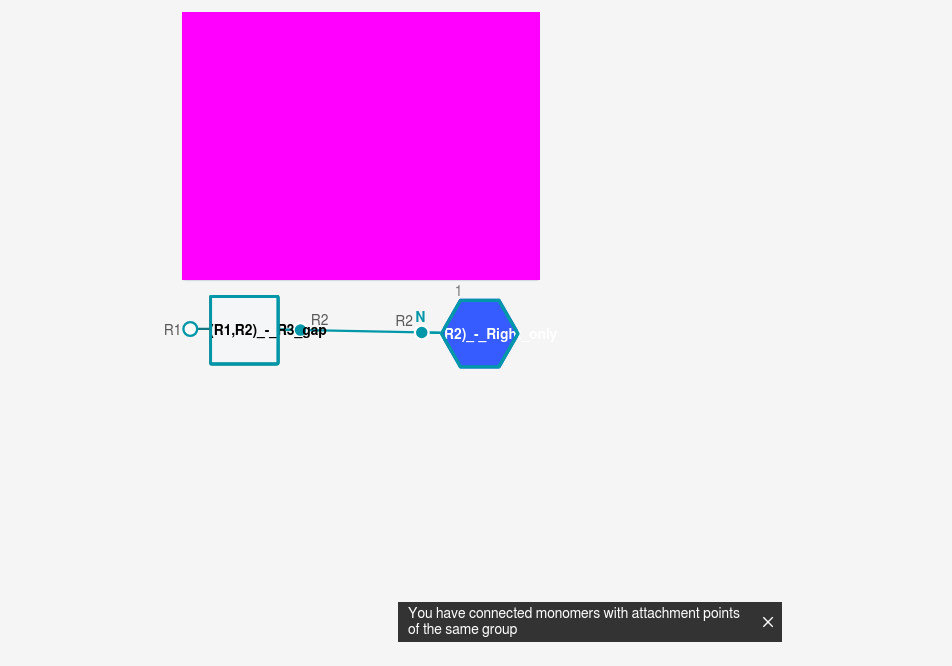 1
R1 (R1,R2)_-_R3_gap R2 R2 N R2)_-_Right_only
You have connected monomers with attachment points
of the same group